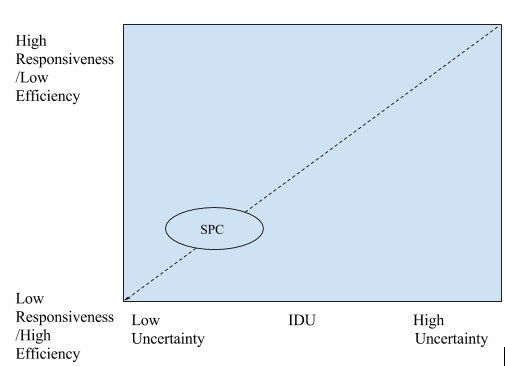 High
Responsiveness
/Low
Efficiency
SPC
Low
Responsiveness
/High
Efficiency
Low
Uncertainty
IDU
High
Uncertainty